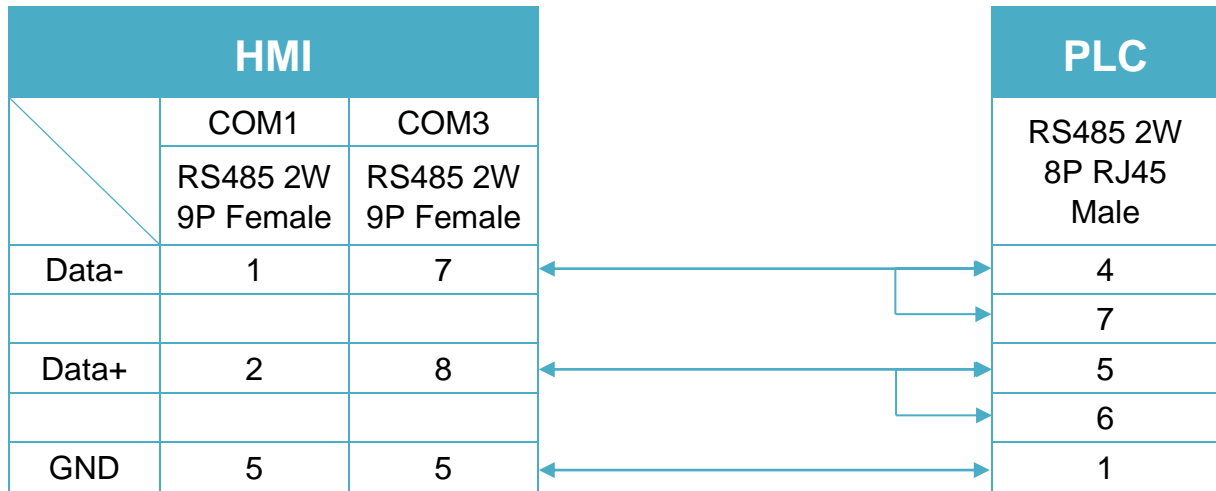 HMI
PLC
COM1 COM3
RS485 2W
9P Female
RS485 2W
9P Female
RS485 2W
8P RJ45
Male
Data- 1 7 4
7
Data+ 2 8 5
6
GND 5 5 1